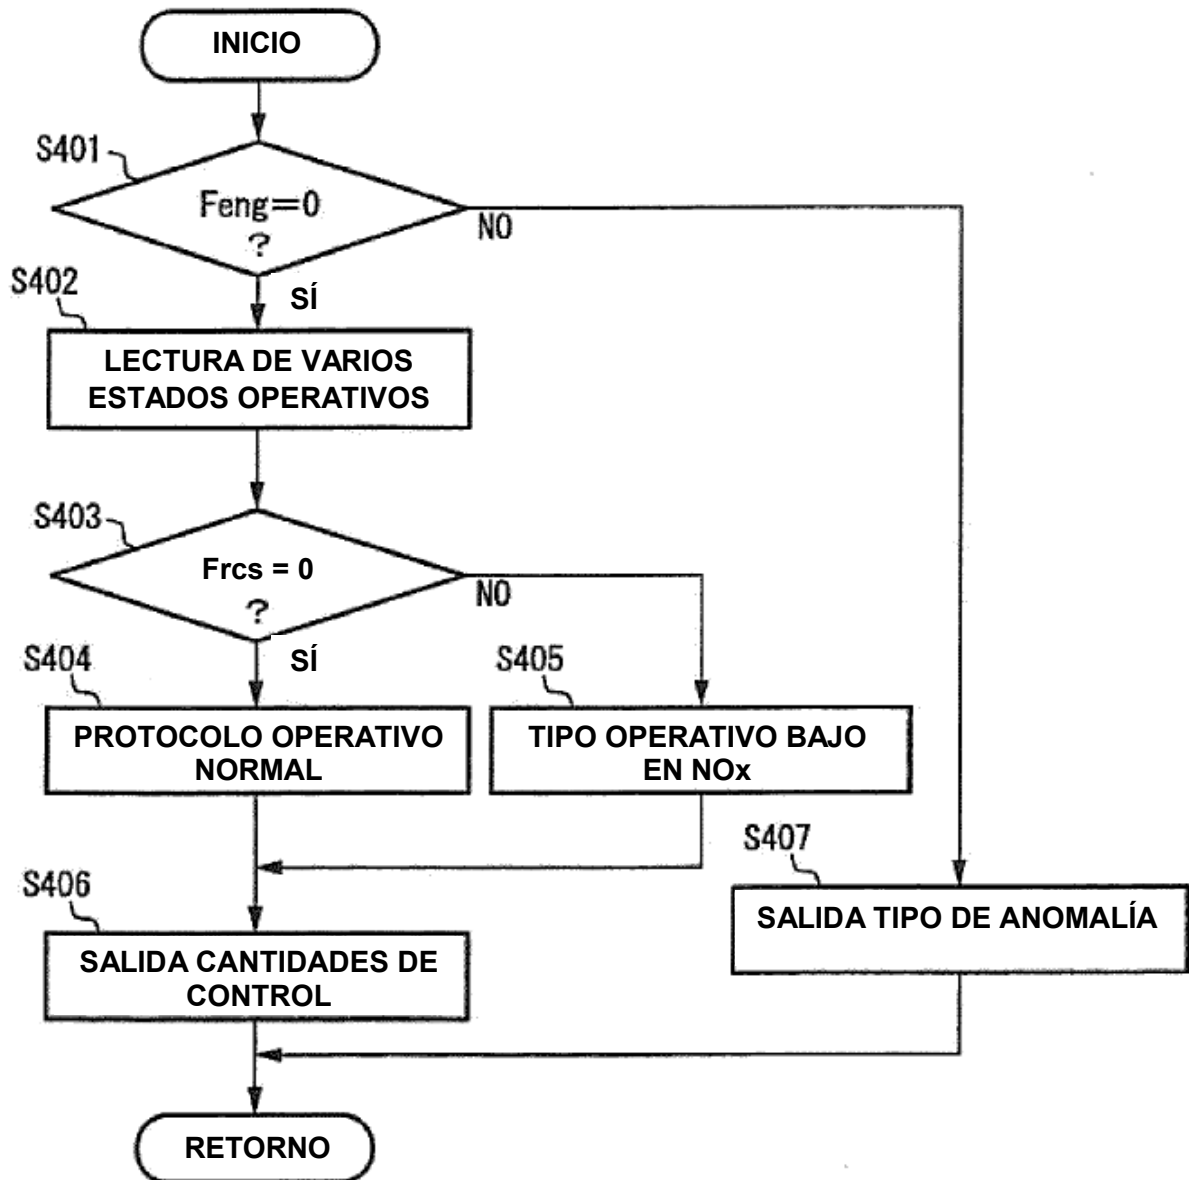 INICIO
S401
Feng=0
?
NO
S402
SÍ
LECTURA DE VARIOS
ESTADOS OPERATIVOS
S403
Frcs = 0
?
NO
S404
SÍ
S405
PROTOCOLO OPERATIVO
NORMAL
TIPO OPERATIVO BAJO
EN NOx
S407
S406
SALIDA TIPO DE ANOMALÍA
SALIDA CANTIDADES DE
CONTROL
RETORNO